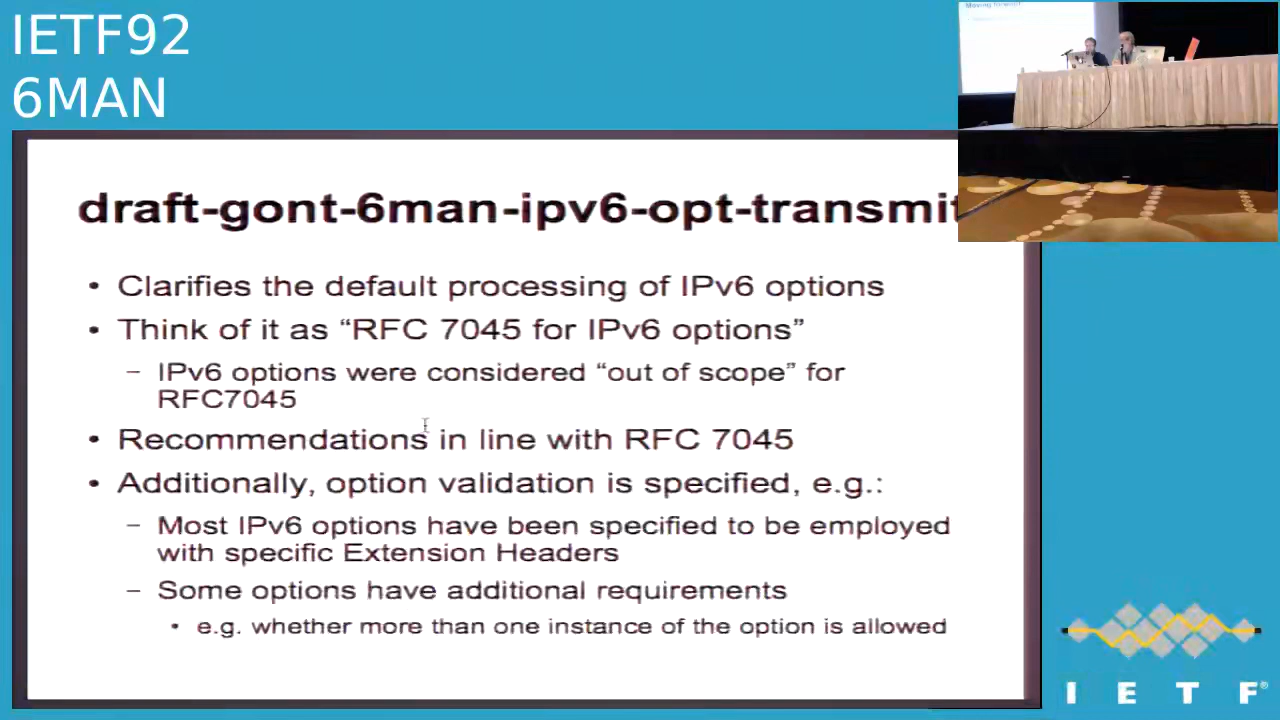 IETF92
6MAN
Moving forward
draft-gont-6man-ipv6-opt-transmit
• Clarifies the default processing of IPv6 options
• Think of it as “RFC 7045 for IPv6 options”
– IPv6 options were considered “out of scope” for
RFC7045
• Recommendations in line with RFC 7045
• Additionally, option validation is specified, e.g.:
– Most IPv6 options have been specified to be employed
with specific Extension Headers
– Some options have additional requirements
• e.g. whether more than one instance of the option is allowed
I E T F®